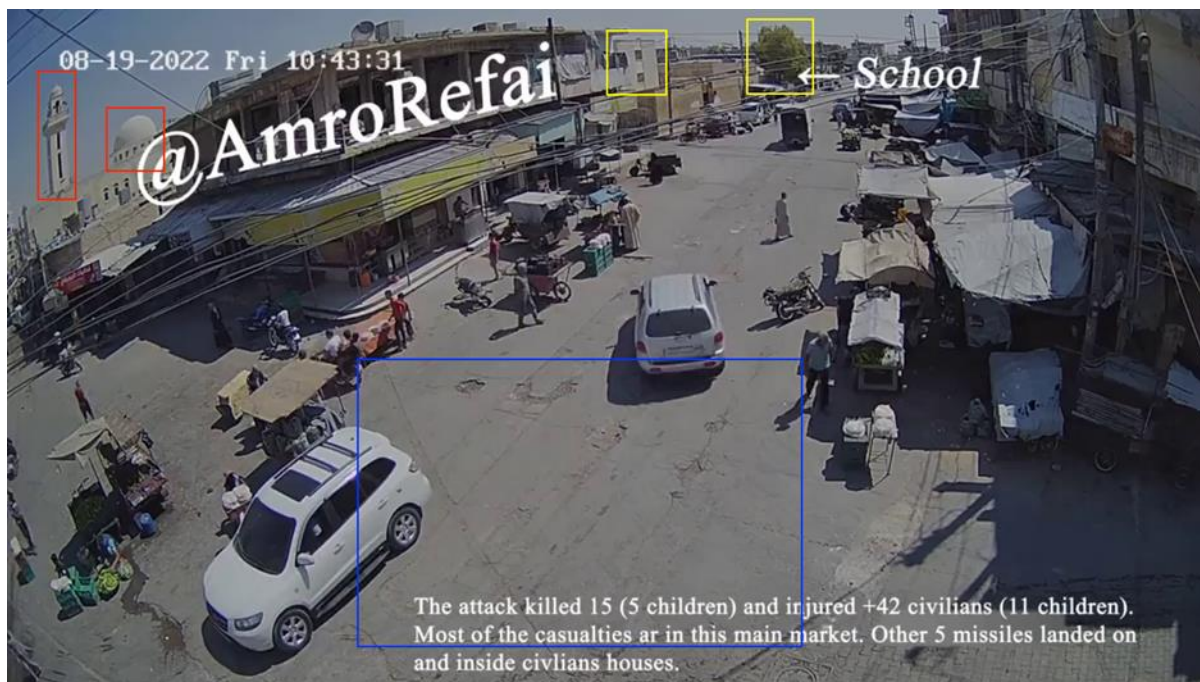 08-19-2022 Fri 10:43:31
@AmroRefai
← School
The attack killed 15 (5 children) and injured +42 civilians (11 children).
Most of the casualties ar in this main market. Other 5 missiles landed on
and inside civlians houses.